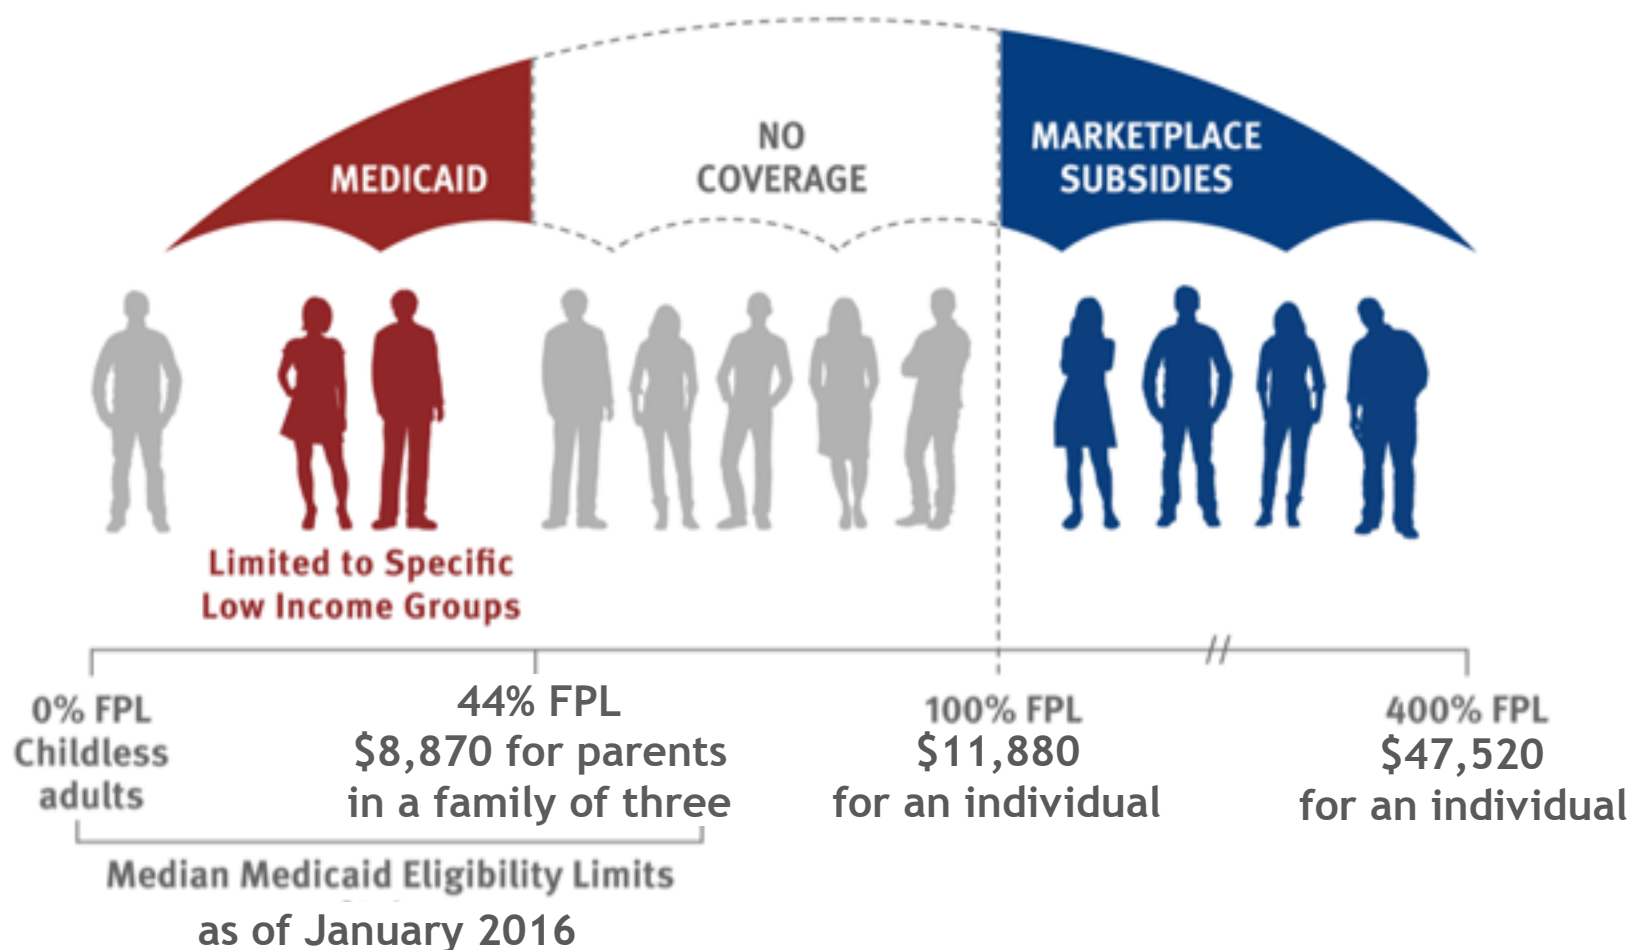 MEDICAID
NO
COVERAGE
MARKETPLACE
SUBSIDIES
Limited to Specific
Low Income Groups
0% FPL
Childless
adults
44% FPL
$8,870 for parents
in a family of three
100% FPL
$11,880
for an individual
400% FPL
$47,520
for an individual
Median Medicaid Eligibility Limits
as of January 2016